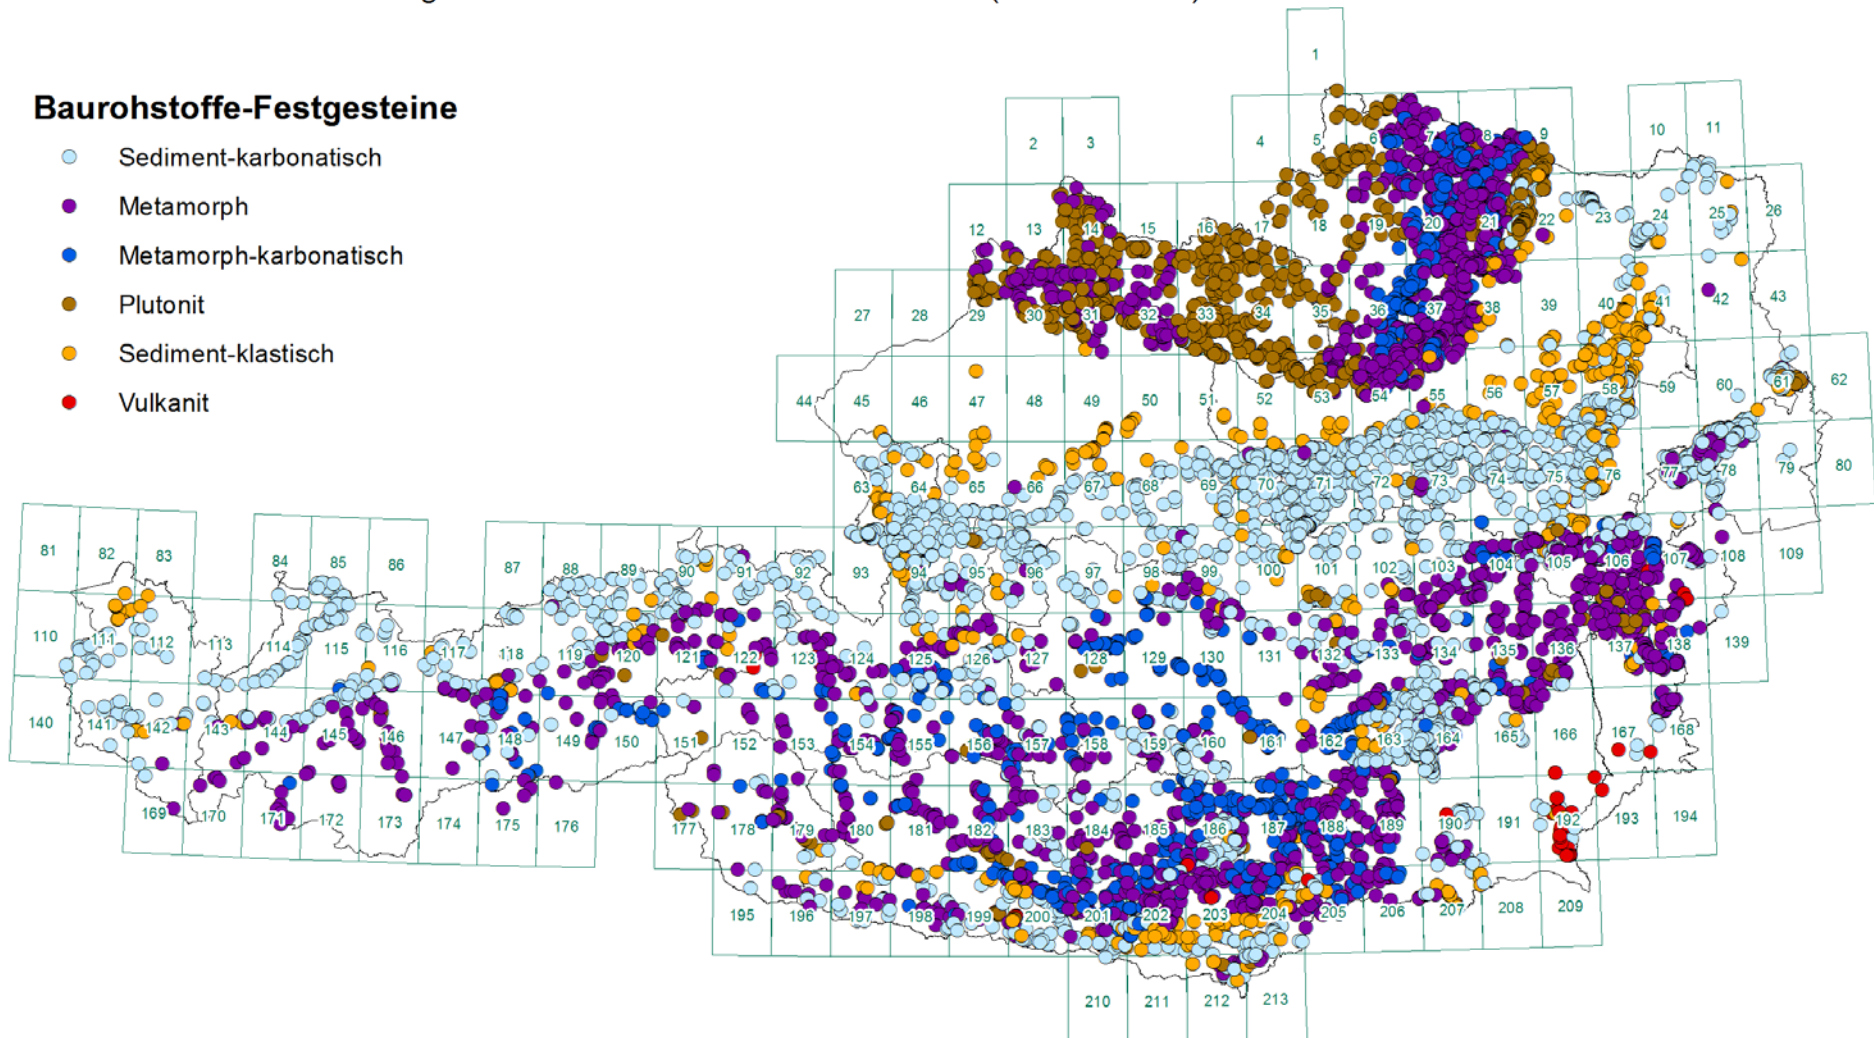 Baurohstoffe-Festgesteine
Sediment-karbonatisch
Metamorph
Metamorph-karbonatisch
Plutonit
Sediment-klastisch
Vulkanit
1
2 3 4 5 6 7 8 9 10 11
12 13 14 15 16 17 18 19 20 21 22 23 24 25 26
27 28 29 30 31 32 33 34 35 36 37 38 39 40 41 42 43
44 45 46 47 48 49 50 51 52 53 54 55 56 57 58 59 60 61 62
63 64 65 66 67 68 69 70 71 72 73 74 75 76 77 78 79 80
81 82 83 84 85 86 87 88 89 90 91 92 93 94 95 96 97 98 99 100 101 102 103 104 105 106 107 108 109
110 111 112 113 114 115 116 117 118 119 120 121 122 123 124 125 126 127 128 129 130 131 132 133 134 135 136 137 138 139
140 141 142 143 144 145 146 147 148 149 150 151 152 153 154 155 156 157 158 159 160 161 162 163 164 165 166 167 168
169 170 171 172 173 174 175 176 177 178 179 180 181 182 183 184 185 186 187 188 189 190 191 192 193 194
195 196 197 198 199 200 201 202 203 204 205 206 207 208 209
210 211 212 213